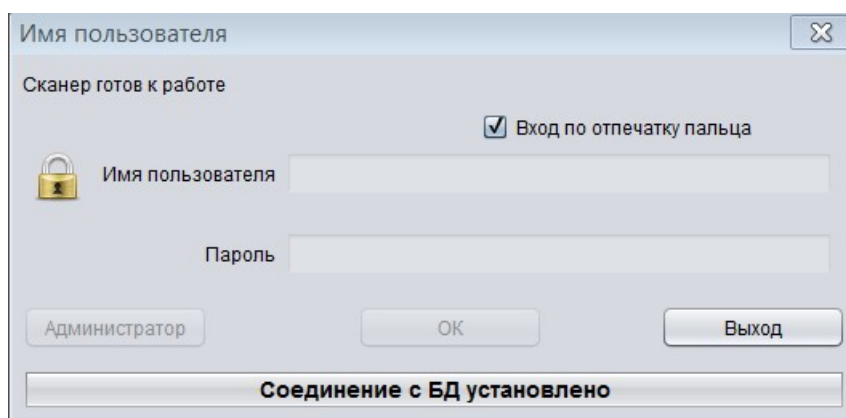 Имя пользователя
Сканер готов к работе
Вход по отпечатку пальца
Имя пользователя
Пароль
Администратор OK Выход
Соединение с БД установлено